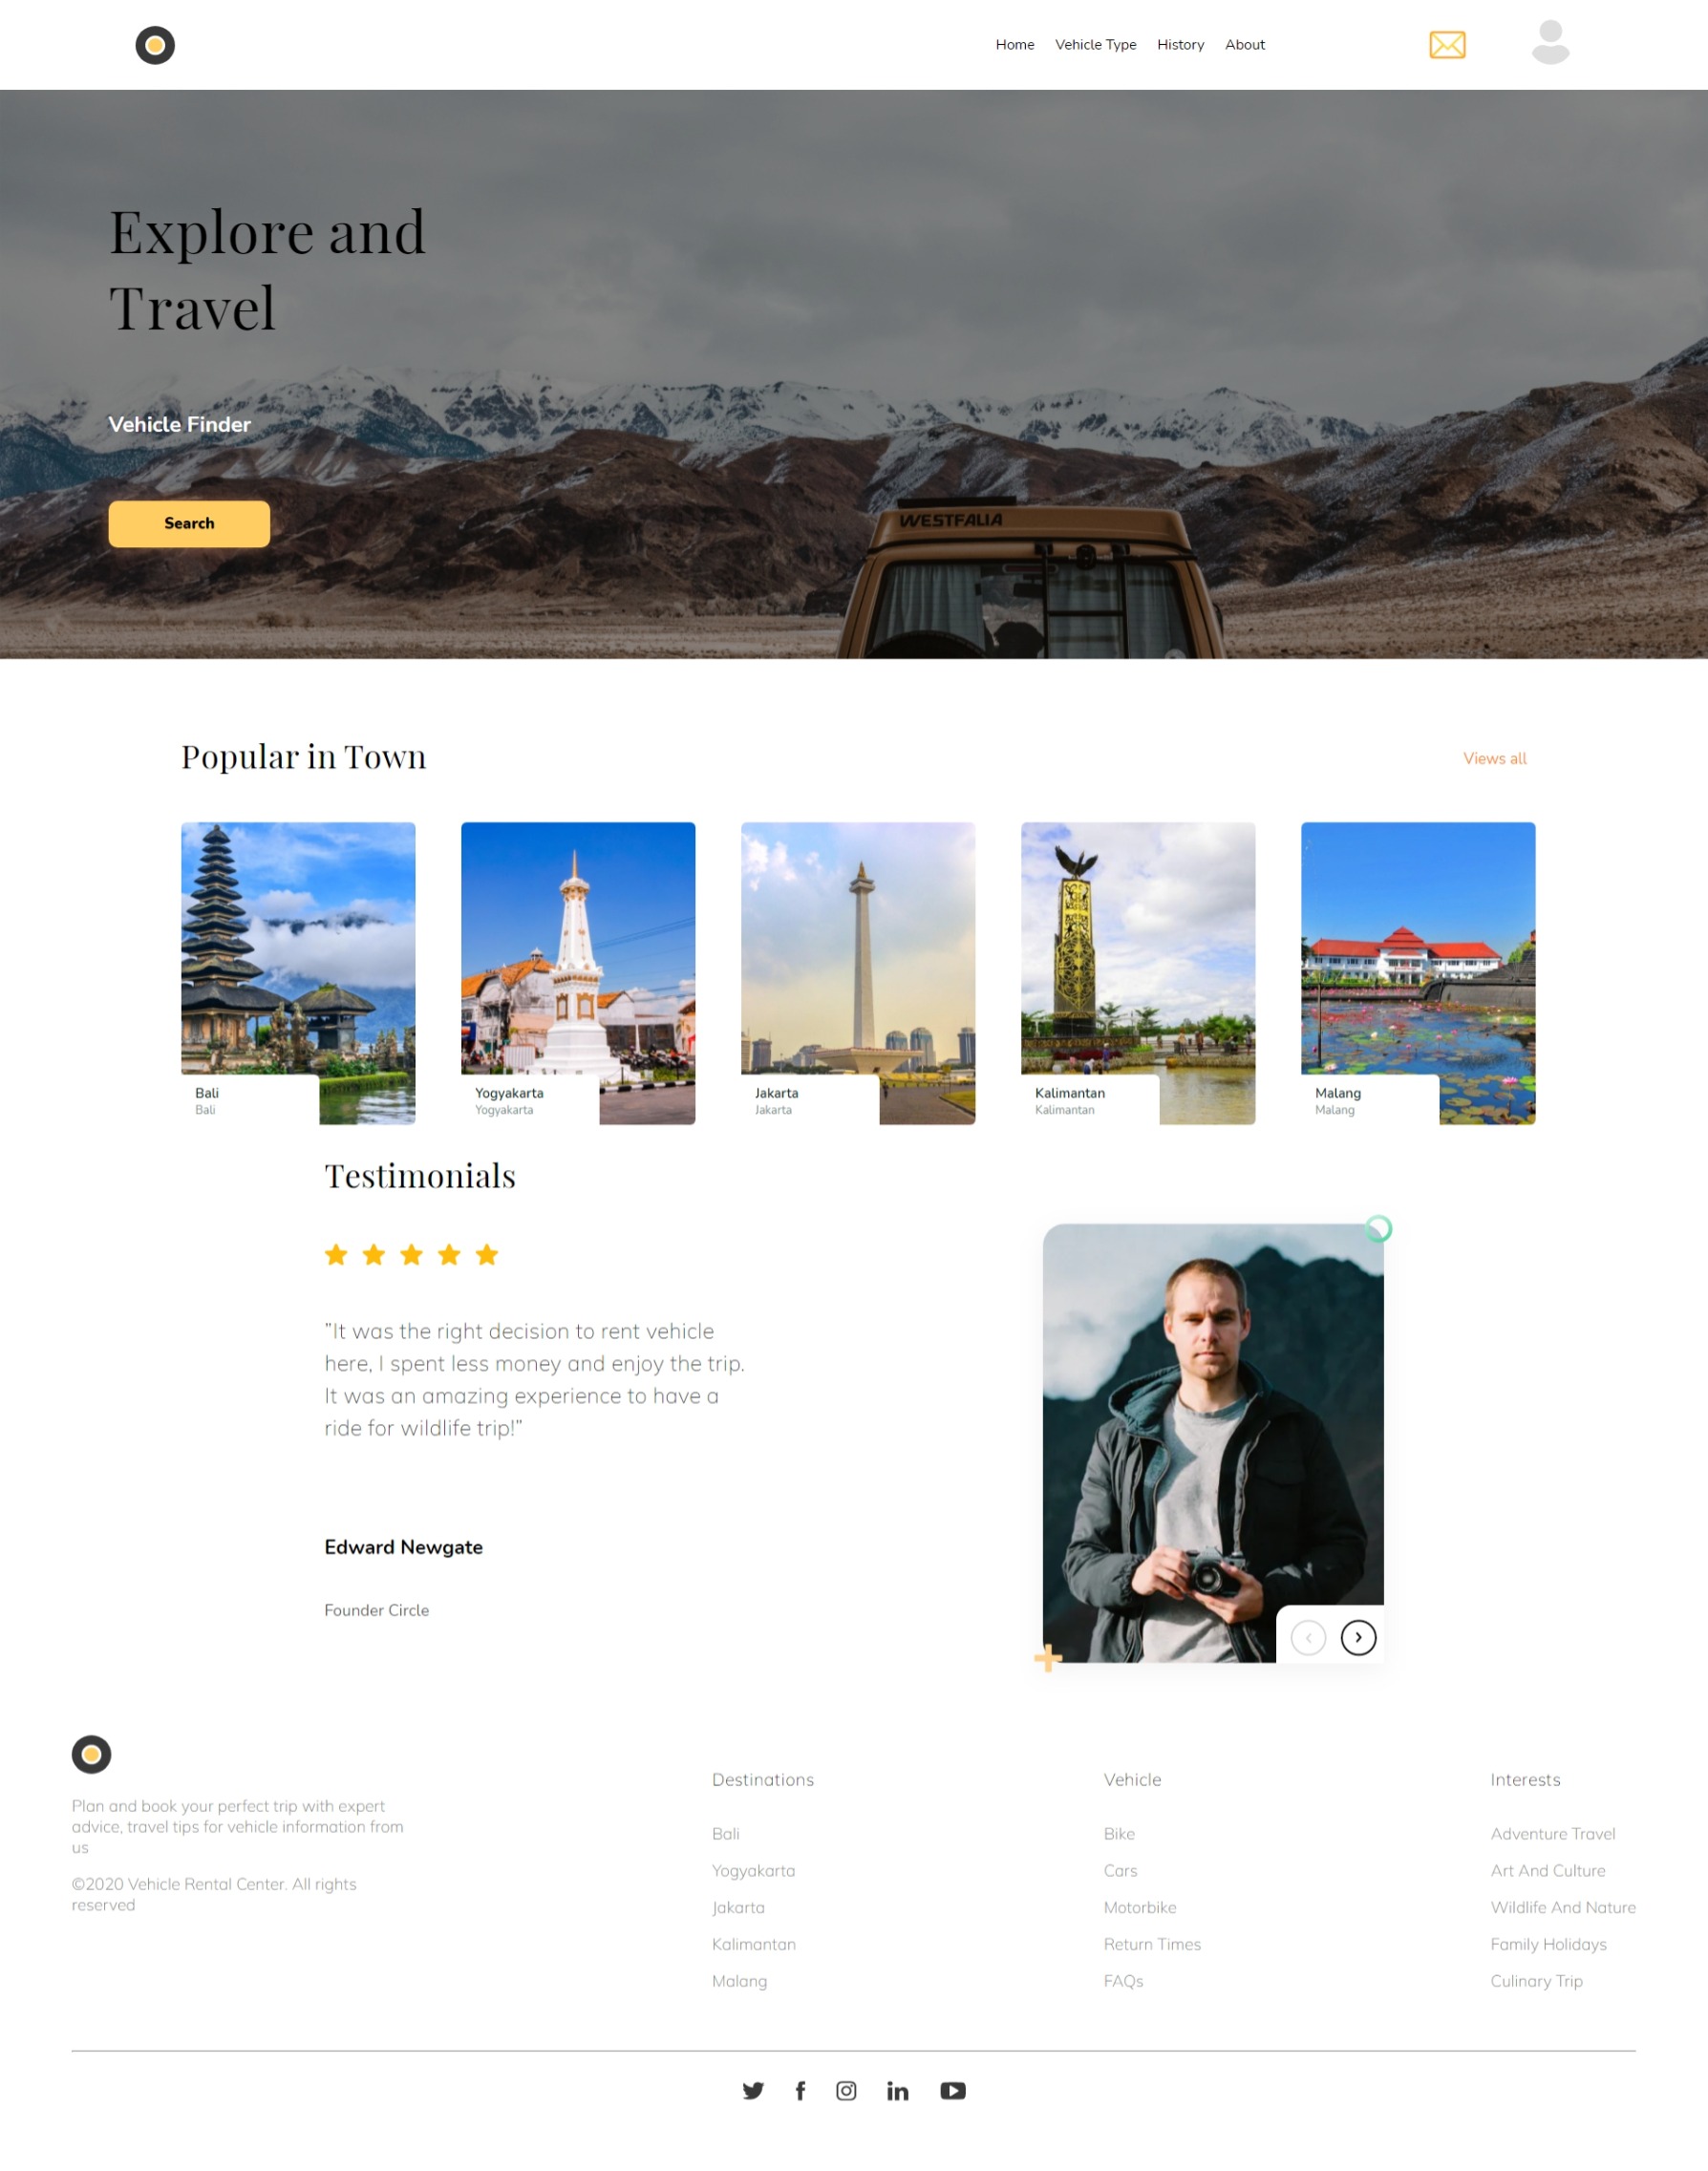 Home Vehicle Type History About
Explore and
Travel
Vehicle Finder
Search
WESTFALIA
Popular in Town
Views all
Bali
Bali
Yogyakarta
Yogyakarta
Jakarta
Jakarta
Kalimantan
Kalimantan
Malang
Malang
Testimonials
”It was the right decision to rent vehicle
here, I spent less money and enjoy the trip.
It was an amazing experience to have a
ride for wildlife trip!”
Edward Newgate
Founder Circle
Plan and book your perfect trip with expert
advice, travel tips for vehicle information from
us
©2020 Vehicle Rental Center. All rights
reserved
Destinations
Bali
Yogyakarta
Jakarta
Kalimantan
Malang
Vehicle
Bike
Cars
Motorbike
Return Times
FAQs
Interests
Adventure Travel
Art And Culture
Wildlife And Nature
Family Holidays
Culinary Trip